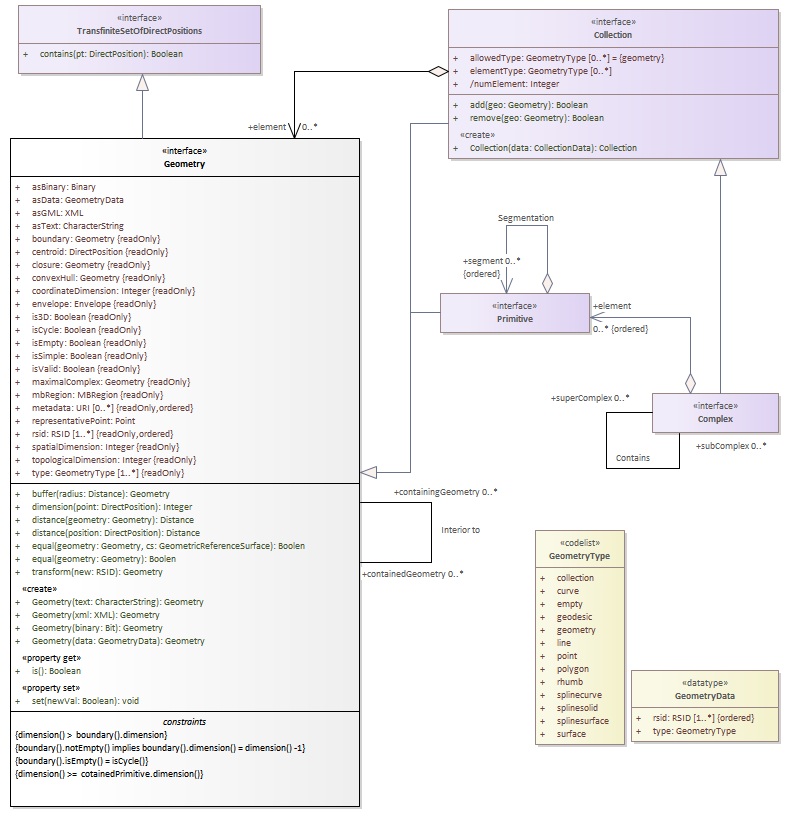 «interface»
TransfiniteSetOfDirectPositions
+ contains(pt: DirectPosition): Boolean
«interface»
Collection
+ allowedType: GeometryType [0..*] = {geometry}
+ elementType: GeometryType [0..*]
+ /numElement: Integer
+ add(geo: Geometry): Boolean
+ remove(geo: Geometry): Boolean
«create»
+ Collection(data: CollectionData): Collection
+element 0..*
«interface»
Geometry
+ asBinary: Binary
+ asData: GeometryData
+ asGML: XML
+ asText: CharacterString
+ boundary: Geometry {readOnly}
+ centroid: DirectPosition {readOnly}
+ closure: Geometry {readOnly}
+ convexHull: Geometry {readOnly}
+ coordinateDimension: Integer {readOnly}
+ envelope: Envelope {readOnly}
+ is3D: Boolean {readOnly}
+ isCycle: Boolean {readOnly}
+ isEmpty: Boolean {readOnly}
+ isSimple: Boolean {readOnly}
+ isValid: Boolean {readOnly}
+ maximalComplex: Geometry {readOnly}
+ mbRegion: MBRegion {readOnly}
+ metadata: URI [0..*] {readOnly,ordered}
+ representativePoint: Point
+ rsid: RSID [1..*] {readOnly,ordered}
+ spatialDimension: Integer {readOnly}
+ topologicalDimension: Integer {readOnly}
+ type: GeometryType [1..*] {readOnly}
+ buffer(radius: Distance): Geometry
+ dimension(point: DirectPosition): Integer
+ distance(geometry: Geometry): Distance
+ distance(position: DirectPosition): Distance
+ equal(geometry: Geometry, cs: GeometricReferenceSurface): Boolen
+ equal(geometry: Geometry): Boolen
+ transform(new: RSID): Geometry
«create»
+ Geometry(text: CharacterString): Geometry
+ Geometry(xml: XML): Geometry
+ Geometry(binary: Bit): Geometry
+ Geometry(data: GeometryData): Geometry
«property get»
+ is(): Boolean
«property set»
+ set(newVal: Boolean): void
constraints
{dimension() > boundary().dimension}
{boundary().notEmpty() implies boundary().dimension() = dimension() -1}
{boundary().isEmpty() = isCycle()}
{dimension() >= cotainedPrimitive.dimension()}
Segmentation
+segment 0..*
{ordered}
«interface»
Primitive
+element
0..* {ordered}
+superComplex 0..*
«interface»
Complex
+subComplex 0..*
Contains
+containingGeometry 0..*
Interior to
+containedGeometry 0..*
«codelist»
GeometryType
+ collection
+ curve
+ empty
+ geodesic
+ geometry
+ line
+ point
+ polygon
+ rhumb
+ splinecurve
+ splinesolid
+ splinesurface
+ surface
«datatype»
GeometryData
+ rsid: RSID [1..*] {ordered}
+ type: GeometryType